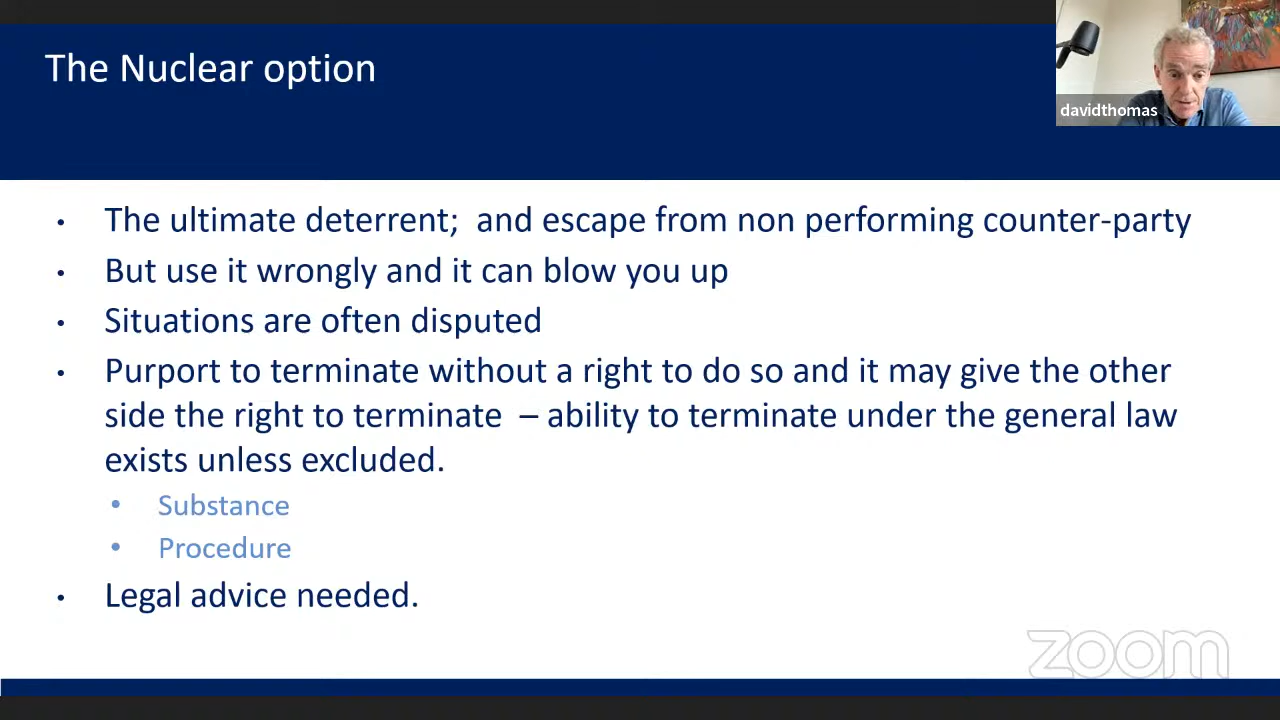 The Nuclear option
davidthomas
• The ultimate deterrent;  and escape from non performing counter-party
• But use it wrongly and it can blow you up
• Situations are often disputed
• Purport to terminate without a right to do so and it may give the other
side the right to terminate  – ability to terminate under the general law
exists unless excluded.
• Substance
• Procedure
• Legal advice needed.
zoom